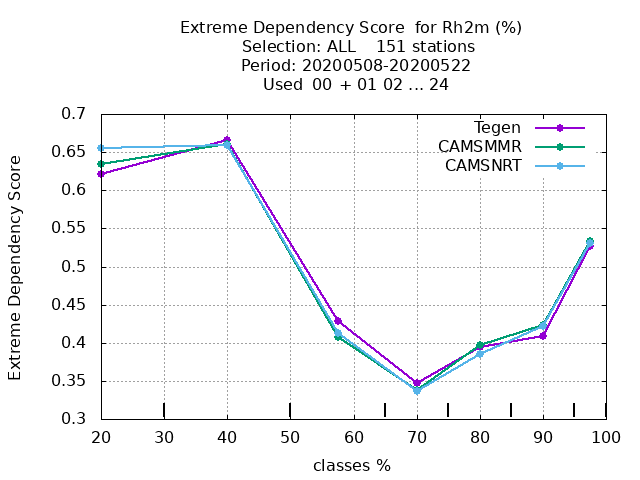 Extreme Dependency Score  for Rh2m (%)
Selection: ALL    151 stations
Period: 20200508-20200522
Used  00 + 01 02 ... 24
Extreme Dependency Score
0.7
0.65
0.6
0.55
0.5
0.45
0.4
0.35
0.3
Tegen
CAMSMMR
CAMSNRT
20 30 40 50 60 70 80 90 100
classes %